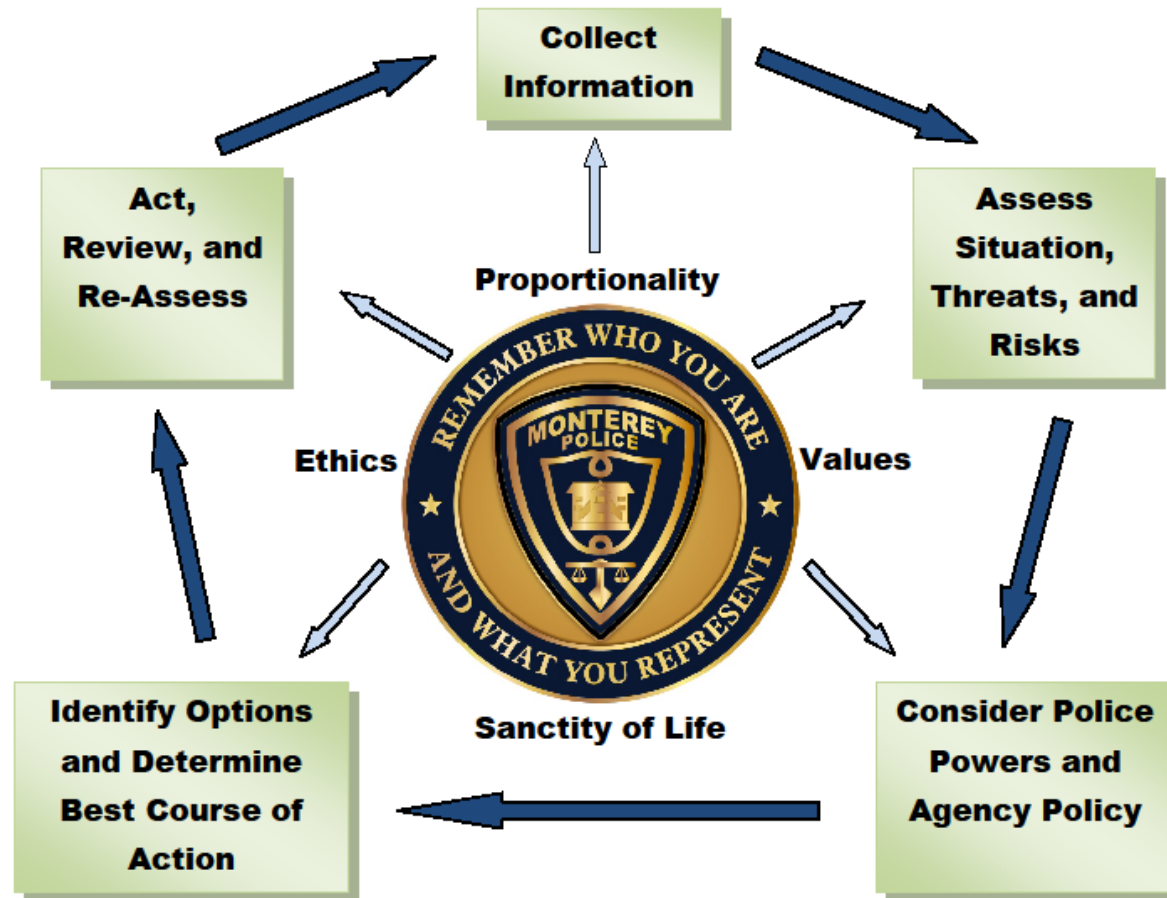 Collect
Information
Act,
Review, and
Re-Assess
Assess
Situation,
Threats, and
Risks
Proportionality
REMEMBER WHO YOU ARE
MONTEREY
POLICE
Ethics
Values
AND WHAT YOU REPRESENT
Sanctity of Life
Identify Options
and Determine
Best Course of
Action
Consider Police
Powers and
Agency Policy